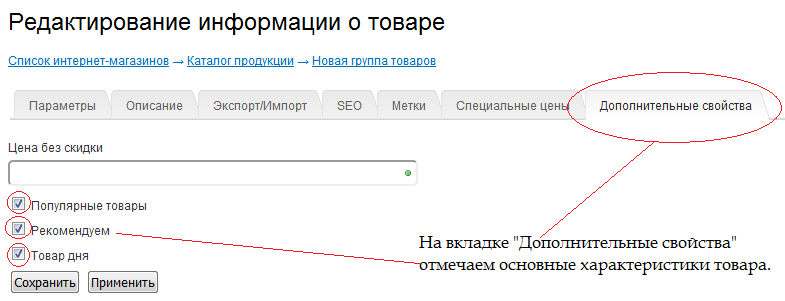 Редактирование информации о товаре
Список интернет-магазинов → Каталог продукции → Новая группа товаров
Параметры Описание Экспорт/Импорт SEO Метки Специальные цены Дополнительные свойства
Цена без скидки
Популярные товары
Рекомендуем
Товар дня
На вкладке "Дополнительные свойства"
отмечаем основные характеристики товара.
Сохранить Применить